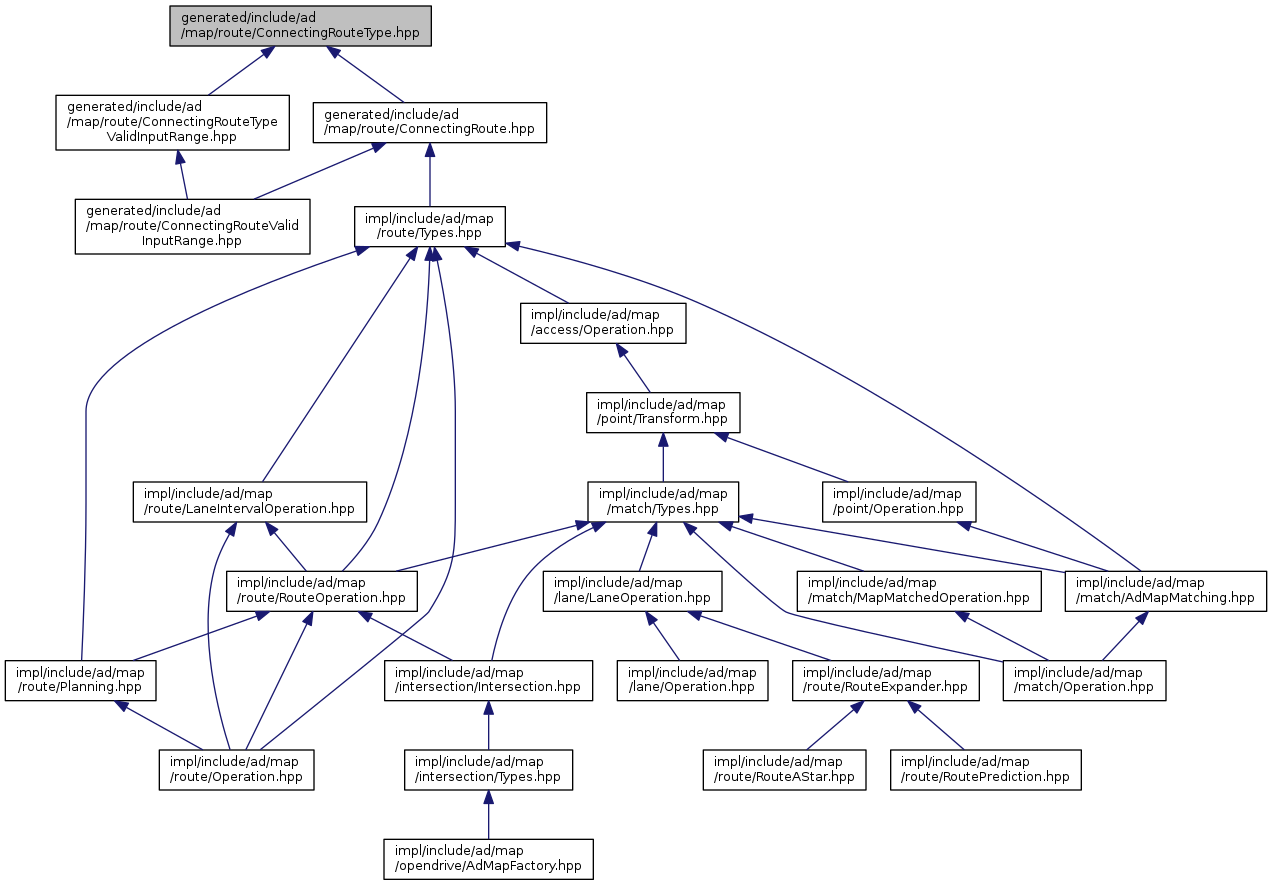 generated/include/ad
/map/route/ConnectingRouteType.hpp
generated/include/ad
/map/route/ConnectingRouteType
ValidInputRange.hpp
generated/include/ad
/map/route/ConnectingRoute.hpp
generated/include/ad
/map/route/ConnectingRouteValid
InputRange.hpp
impl/include/ad/map
/route/Types.hpp
impl/include/ad/map
/access/Operation.hpp
impl/include/ad/map
/point/Transform.hpp
impl/include/ad/map
/route/LaneIntervalOperation.hpp
impl/include/ad/map
/match/Types.hpp
impl/include/ad/map
/point/Operation.hpp
impl/include/ad/map
/route/RouteOperation.hpp
impl/include/ad/map
/lane/LaneOperation.hpp
impl/include/ad/map
/match/MapMatchedOperation.hpp
impl/include/ad/map
/match/AdMapMatching.hpp
impl/include/ad/map
/route/Planning.hpp
impl/include/ad/map
/intersection/Intersection.hpp
impl/include/ad/map
/lane/Operation.hpp
impl/include/ad/map
/route/RouteExpander.hpp
impl/include/ad/map
/match/Operation.hpp
impl/include/ad/map
/route/Operation.hpp
impl/include/ad/map
/intersection/Types.hpp
impl/include/ad/map
/route/RouteAStar.hpp
impl/include/ad/map
/route/RoutePrediction.hpp
impl/include/ad/map
/opendrive/AdMapFactory.hpp